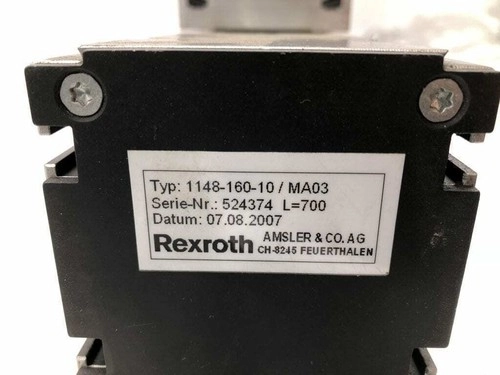 Typ: 1148-160-10 / MA03
Serie-Nr.: 524374 L=700
Datum: 07.08.2007
Rexroth AMSLER & CO. AG
CH-8245 FEUERTHALEN